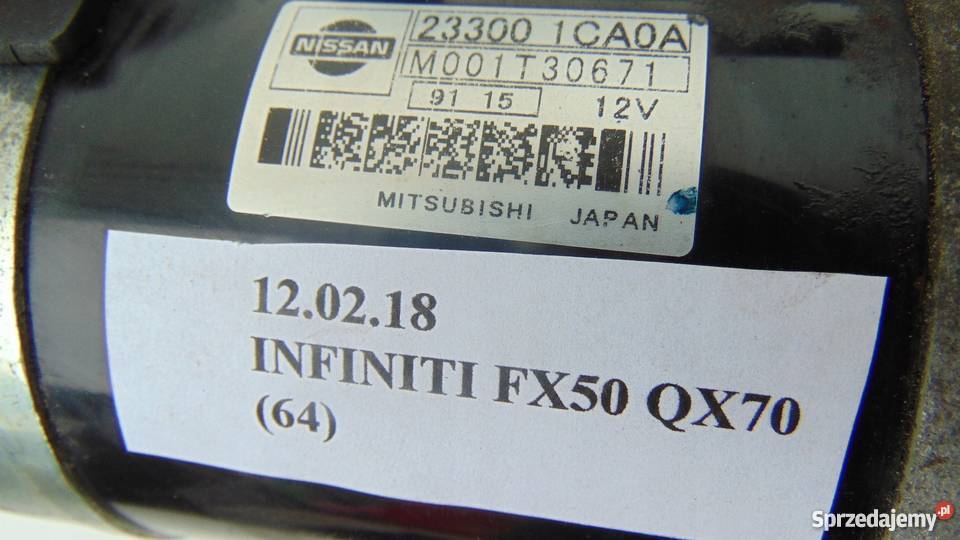 NISSAN
23300 1CA0A
M001T30671
91 15
12V
MITSUBISHI JAPAN
12.02.18
INFINITI FX50 QX70
(64)
Sprzedajemy.pl